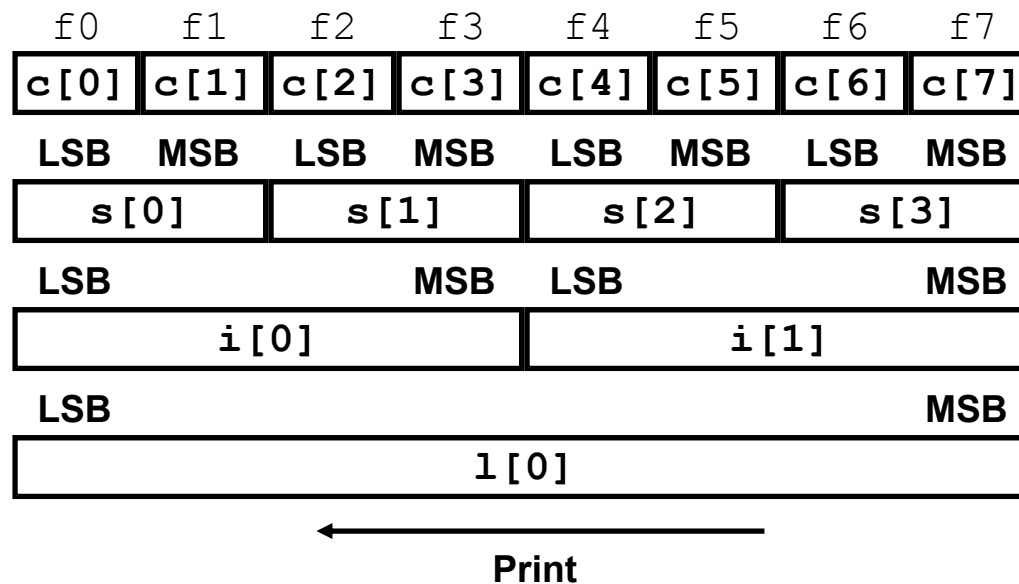 f0 f1 f2 f3 f4 f5 f6 f7
c[0] c[1] c[2] c[3] c[4] c[5] c[6] c[7]
LSB MSB LSB MSB LSB MSB LSB MSB
s[0] s[1] s[2] s[3]
LSB MSB LSB MSB
i[0] i[1]
LSB MSB
l[0]
Print